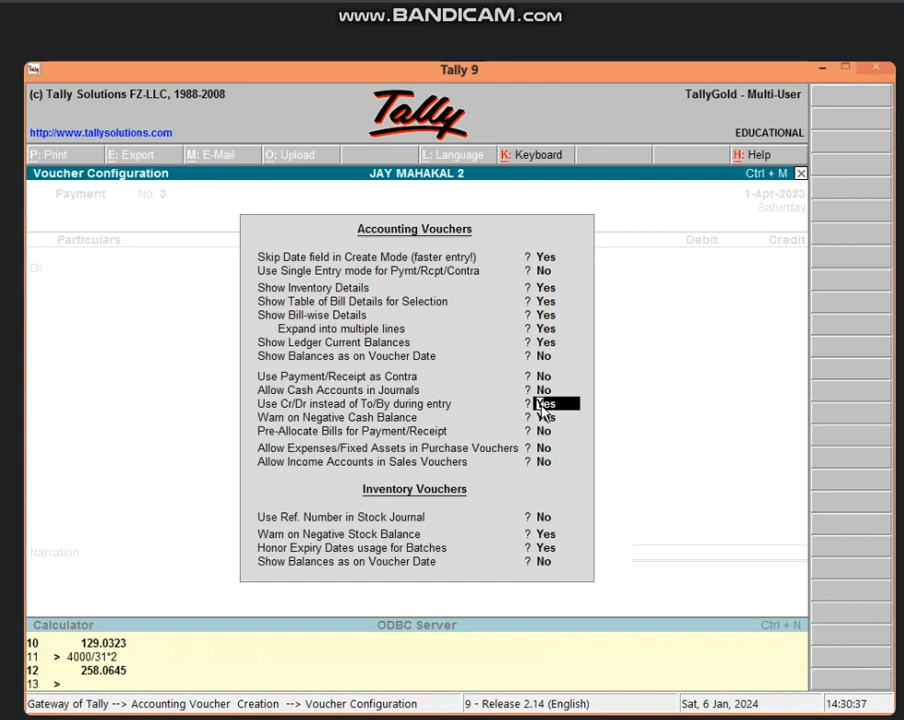 www.BANDICAM.com
Tally 9
(c) Tally Solutions FZ-LLC, 1988-2008
Tally
TallyGold - Multi-User
http://www.tallysolutions.com
EDUCATIONAL
P: Print E: Export M: E-Mail O: Upload L: Language K: Keyboard H: Help
Voucher Configuration JAY MAHAKAL 2 Ctrl + M
Payment No. 3 1-Apr-2023
Saturday
Particulars Debit Credit
Dr
Accounting Vouchers
Skip Date field in Create Mode (faster entry!) ? Yes
Use Single Entry mode for Pymt/Rcpt/Contra ? No
Show Inventory Details ? Yes
Show Table of Bill Details for Selection ? Yes
Show Bill-wise Details ? Yes
Expand into multiple lines ? Yes
Show Ledger Current Balances ? Yes
Show Balances as on Voucher Date ? No
Use Payment/Receipt as Contra ? No
Allow Cash Accounts in Journals ? No
Use Cr/Dr instead of To/By during entry ? Yes
Warn on Negative Cash Balance ? Yes
Pre-Allocate Bills for Payment/Receipt ? No
Allow Expenses/Fixed Assets in Purchase Vouchers ? No
Allow Income Accounts in Sales Vouchers ? No
Inventory Vouchers
Use Ref. Number in Stock Journal ? No
Warn on Negative Stock Balance ? Yes
Honor Expiry Dates usage for Batches ? Yes
Show Balances as on Voucher Date ? No
Narration:
Calculator ODBC Server Ctrl + N
10 129.0323
11 > 4000/31*2
12 258.0645
13 >
Gateway of Tally --> Accounting Voucher Creation --> Voucher Configuration 9 - Release 2.14 (English) Sat, 6 Jan, 2024 14:30:37